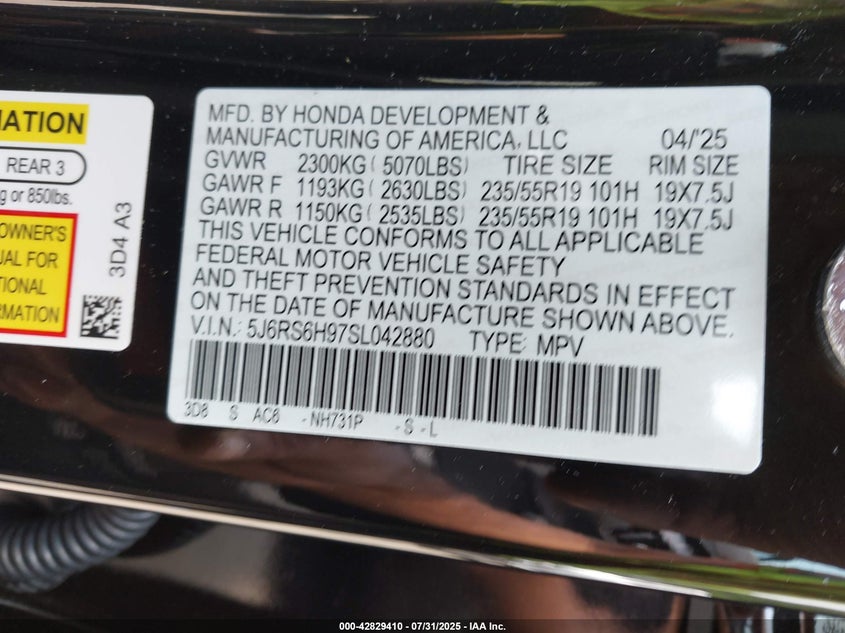 MATION
REAR 3
g or 850lbs.
OWNER'S
UAL FOR
TIONAL
RMATION
3D4 A3
MFD. BY HONDA DEVELOPMENT &
MANUFACTURING OF AMERICA, LLC 04/'25
GVWR 2300KG ( 5070LBS) TIRE SIZE RIM SIZE
GAWR F 1193KG ( 2630LBS) 235/55R19 101H 19X7.5J
GAWR R 1150KG ( 2535LBS) 235/55R19 101H 19X7.5J
THIS VEHICLE CONFORMS TO ALL APPLICABLE
FEDERAL MOTOR VEHICLE SAFETY
AND THEFT PREVENTION STANDARDS IN EFFECT
ON THE DATE OF MANUFACTURE SHOWN ABOVE.
V.I.N.: 5J6RS6H97SL042880 TYPE: MPV
3D8 S AC6 -NH731P -S-L
000-42829410 - 07/31/2025 - IAA Inc.